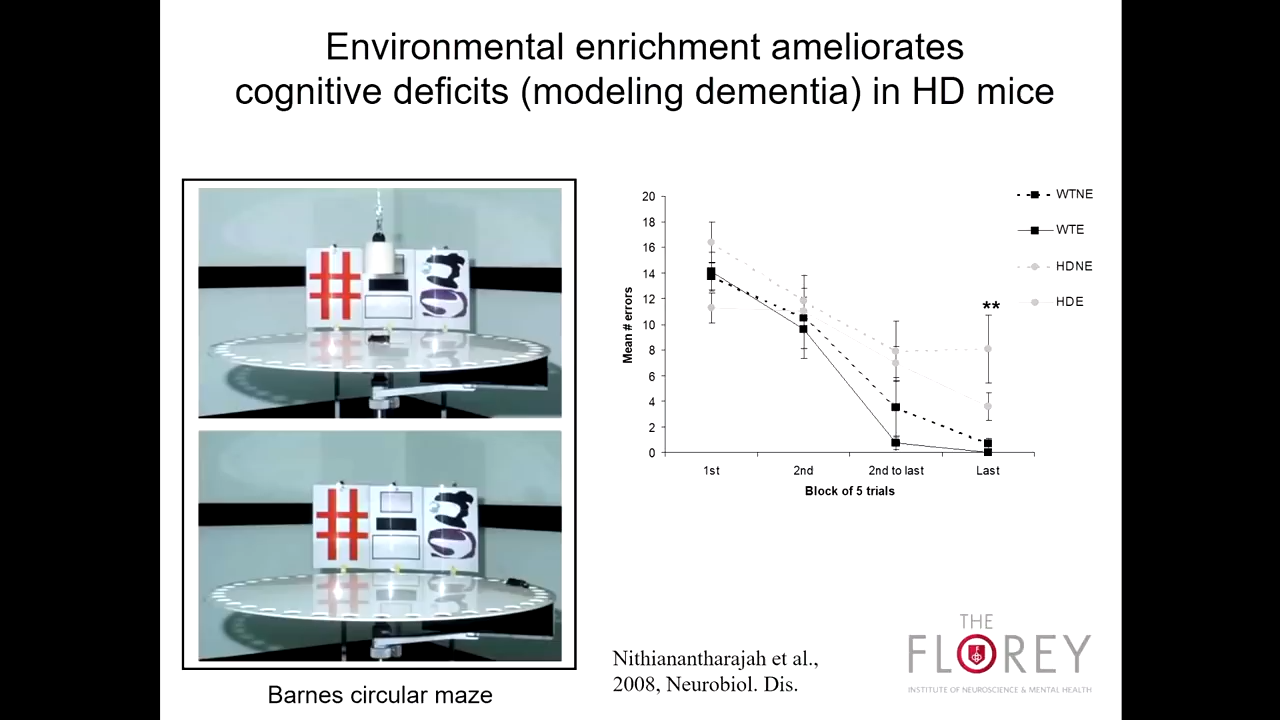 Environmental enrichment ameliorates
cognitive deficits (modeling dementia) in HD mice
#
Barnes circular maze
20
18
16
14
12
10
8
6
4
2
0
Mean # errors
1st
2nd
2nd to last
Last
Block of 5 trials
**
WTNE
WTE
HDNE
HDE
Nithianantharajah et al.,
2008, Neurobiol. Dis.
THE
FLOREY
INSTITUTE OF NEUROSCIENCE & MENTAL HEALTH